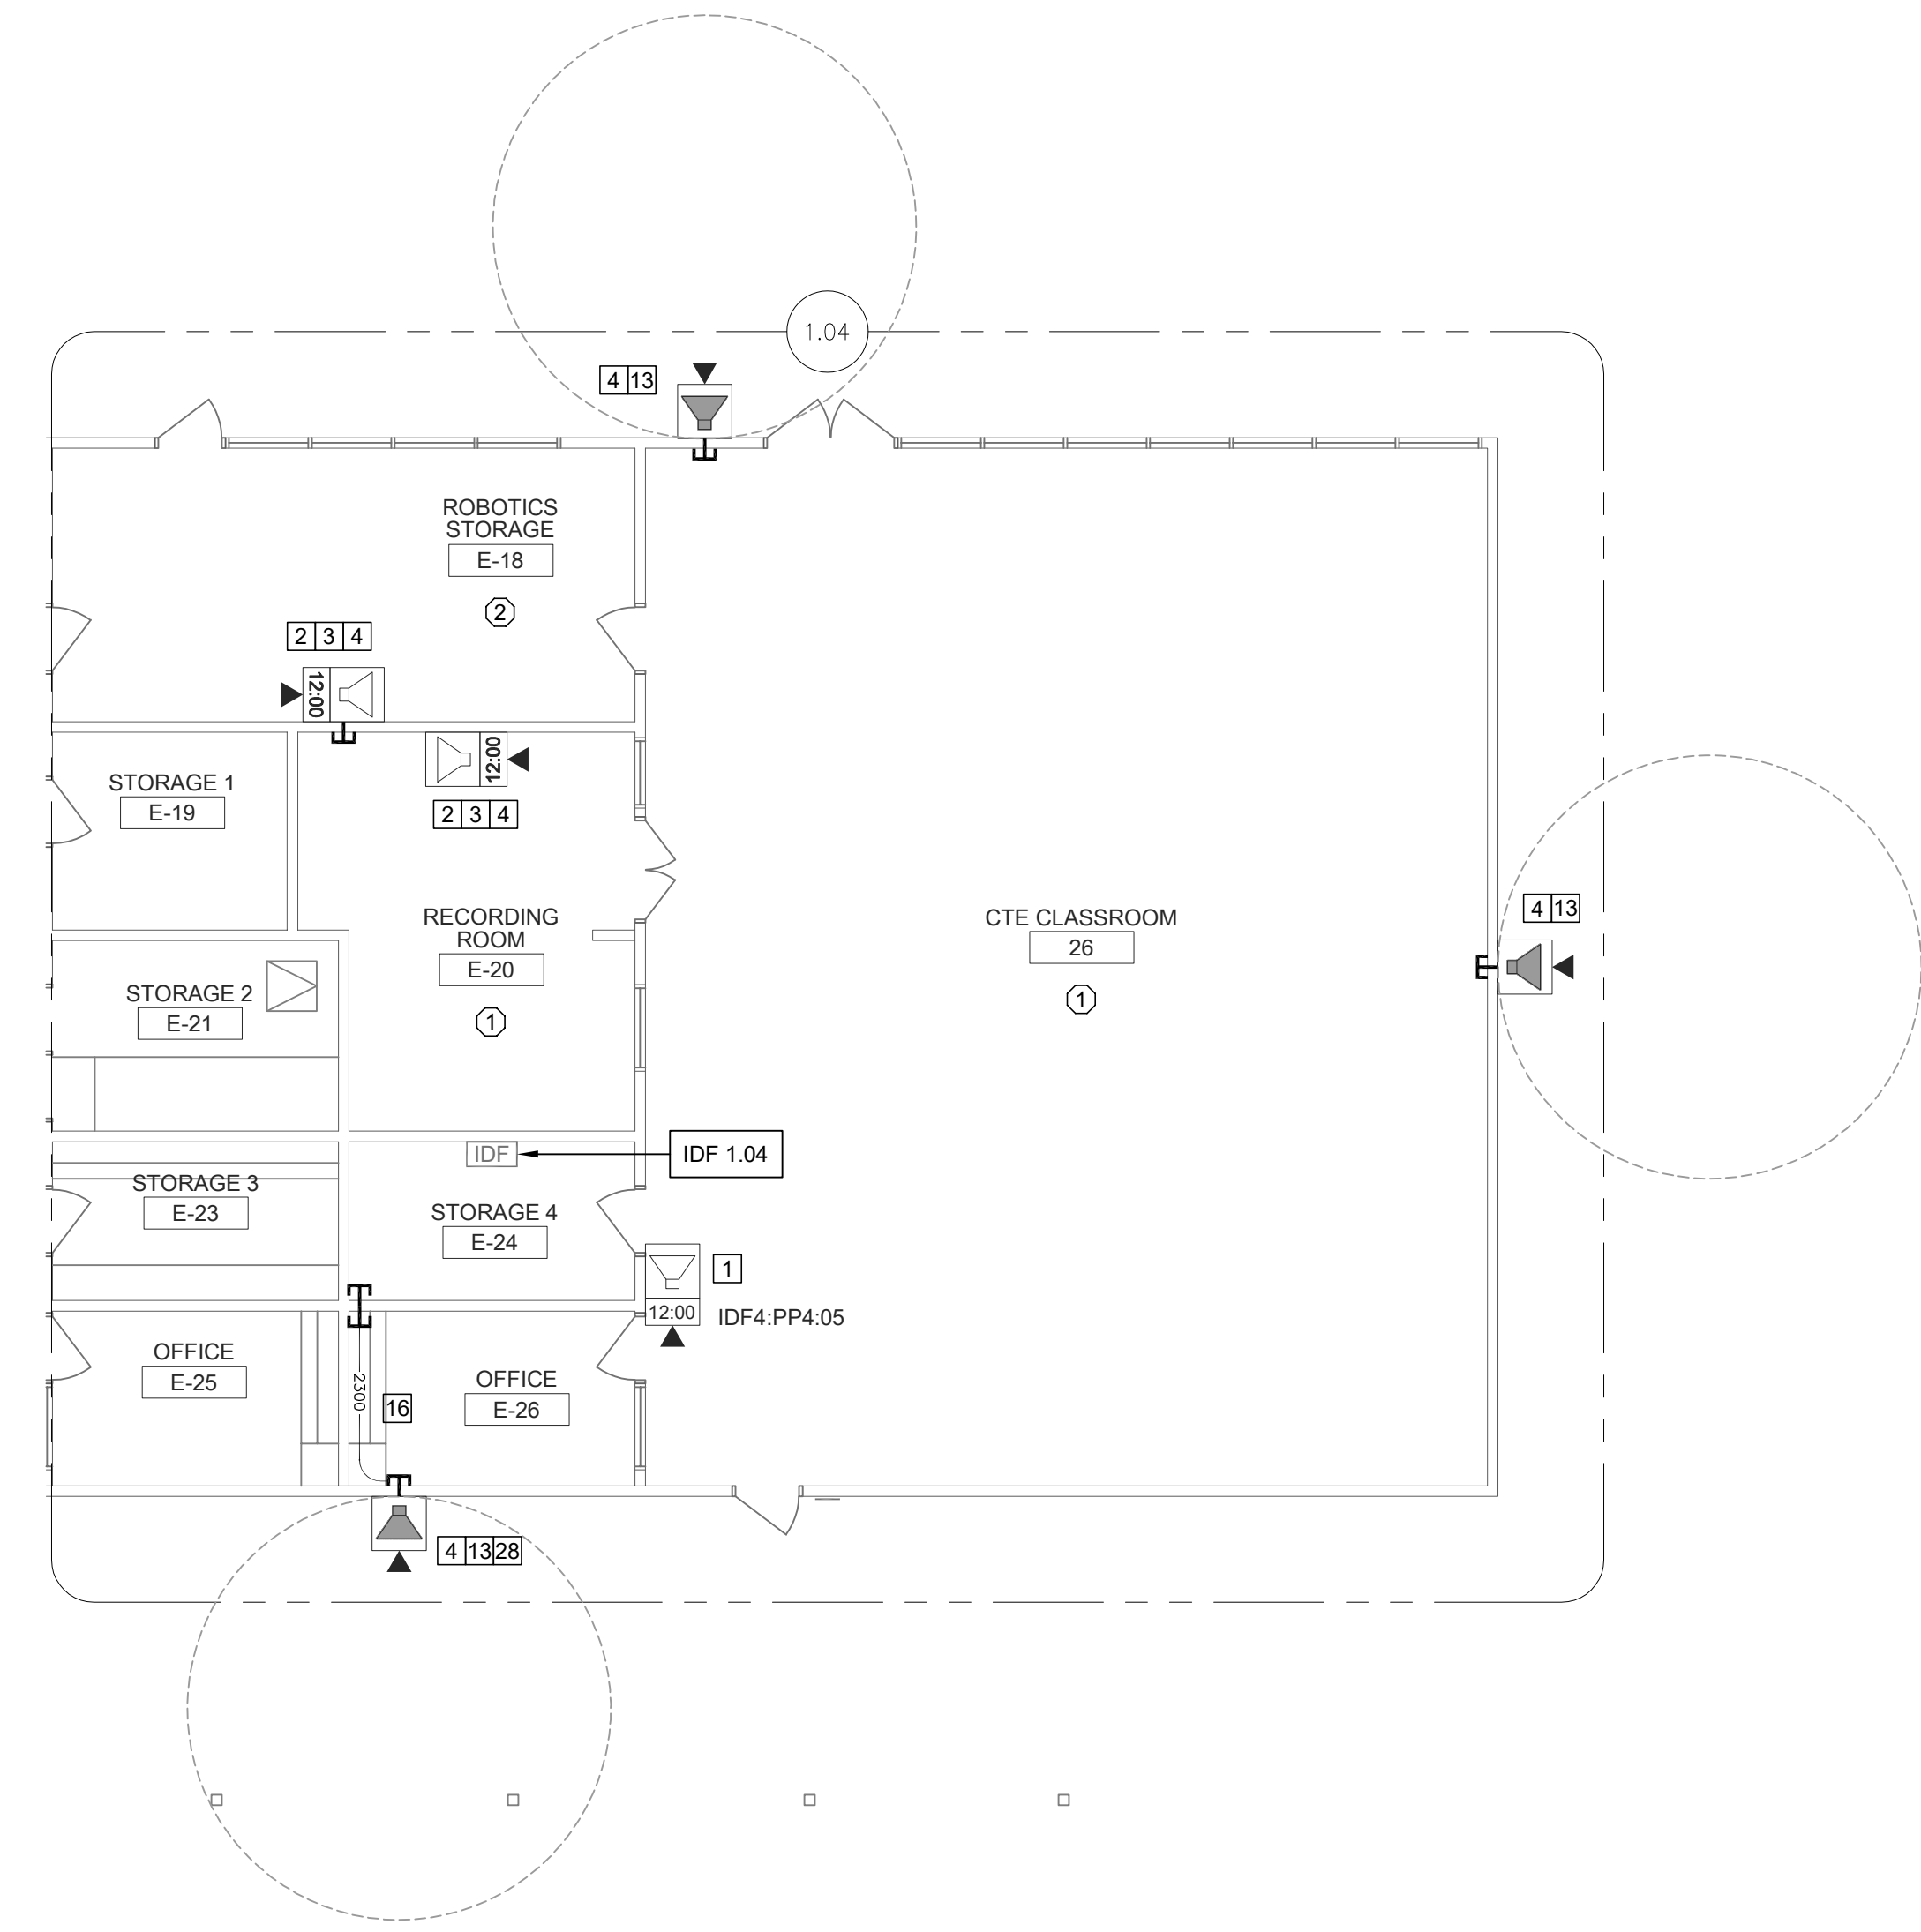 1.04
4 13
ROBOTICS
STORAGE
E-18
2
2 3 4
12:00
12:00
2 3 4
STORAGE 1
E-19
RECORDING
ROOM
E-20
1
CTE CLASSROOM
26
1
4 13
STORAGE 2
E-21
IDF
IDF 1.04
STORAGE 3
E-23
STORAGE 4
E-24
1
12:00
IDF4:PP4:05
OFFICE
E-25
2300
16
OFFICE
E-26
4 13 28